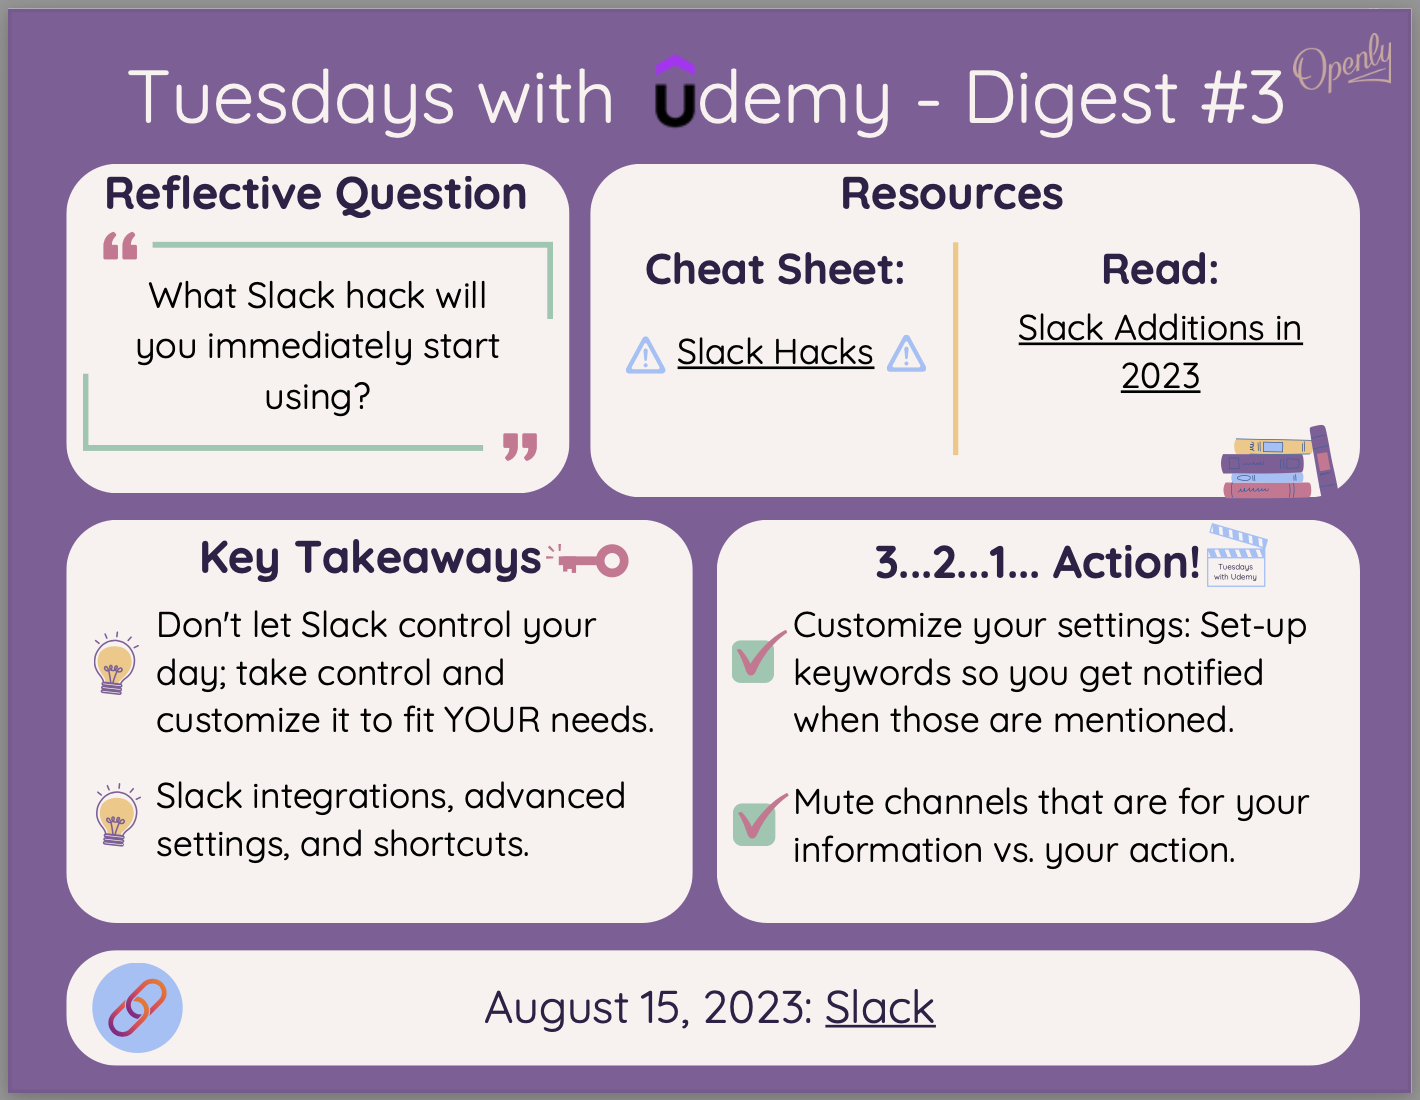 Tuesdays with Udemy - Digest #3
Openly
Reflective Question
What Slack hack will
you immediately start
using?
Resources
Cheat Sheet:
Slack Hacks
Read:
Slack Additions in
2023
Key Takeaways
Don't let Slack control your
day; take control and
customize it to fit YOUR needs.
Slack integrations, advanced
settings, and shortcuts.
3...2...1... Action!
Tuesdays
with Udemy
Customize your settings: Set-up
keywords so you get notified
when those are mentioned.
Mute channels that are for your
information vs. your action.
August 15, 2023: Slack